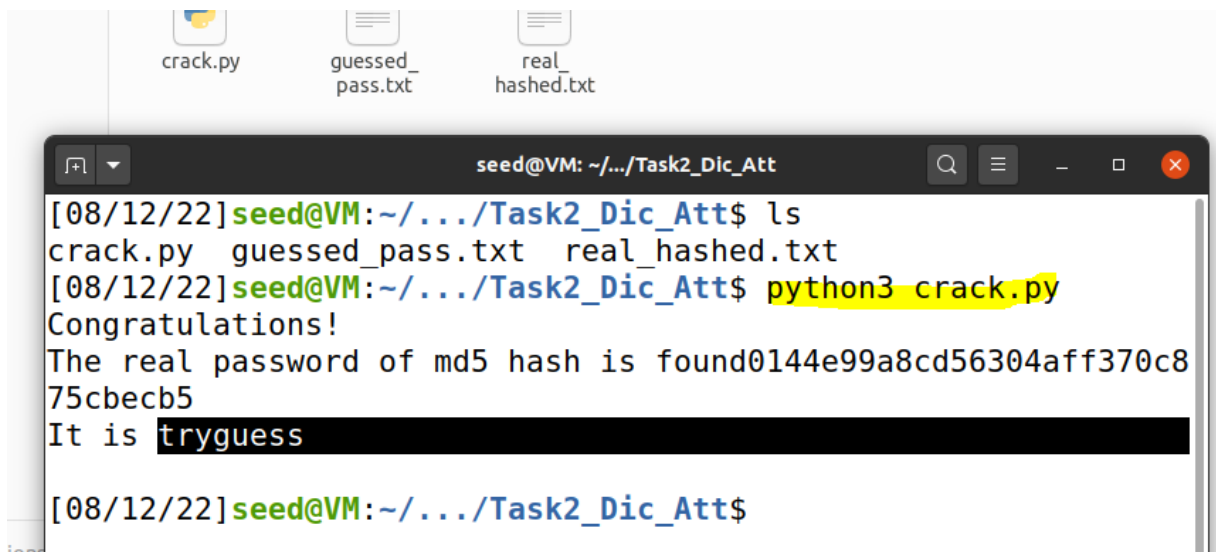 crack.py
guessed_
pass.txt
real_
hashed.txt
seed@VM: ~/.../Task2_Dic_Att
[08/12/22]seed@VM:~/.../Task2_Dic_Att$ ls
crack.py  guessed_pass.txt  real_hashed.txt
[08/12/22]seed@VM:~/.../Task2_Dic_Att$ python3 crack.py
Congratulations!
The real password of md5 hash is found0144e99a8cd56304aff370c8
75cbecb5
It is tryguess
[08/12/22]seed@VM:~/.../Task2_Dic_Att$